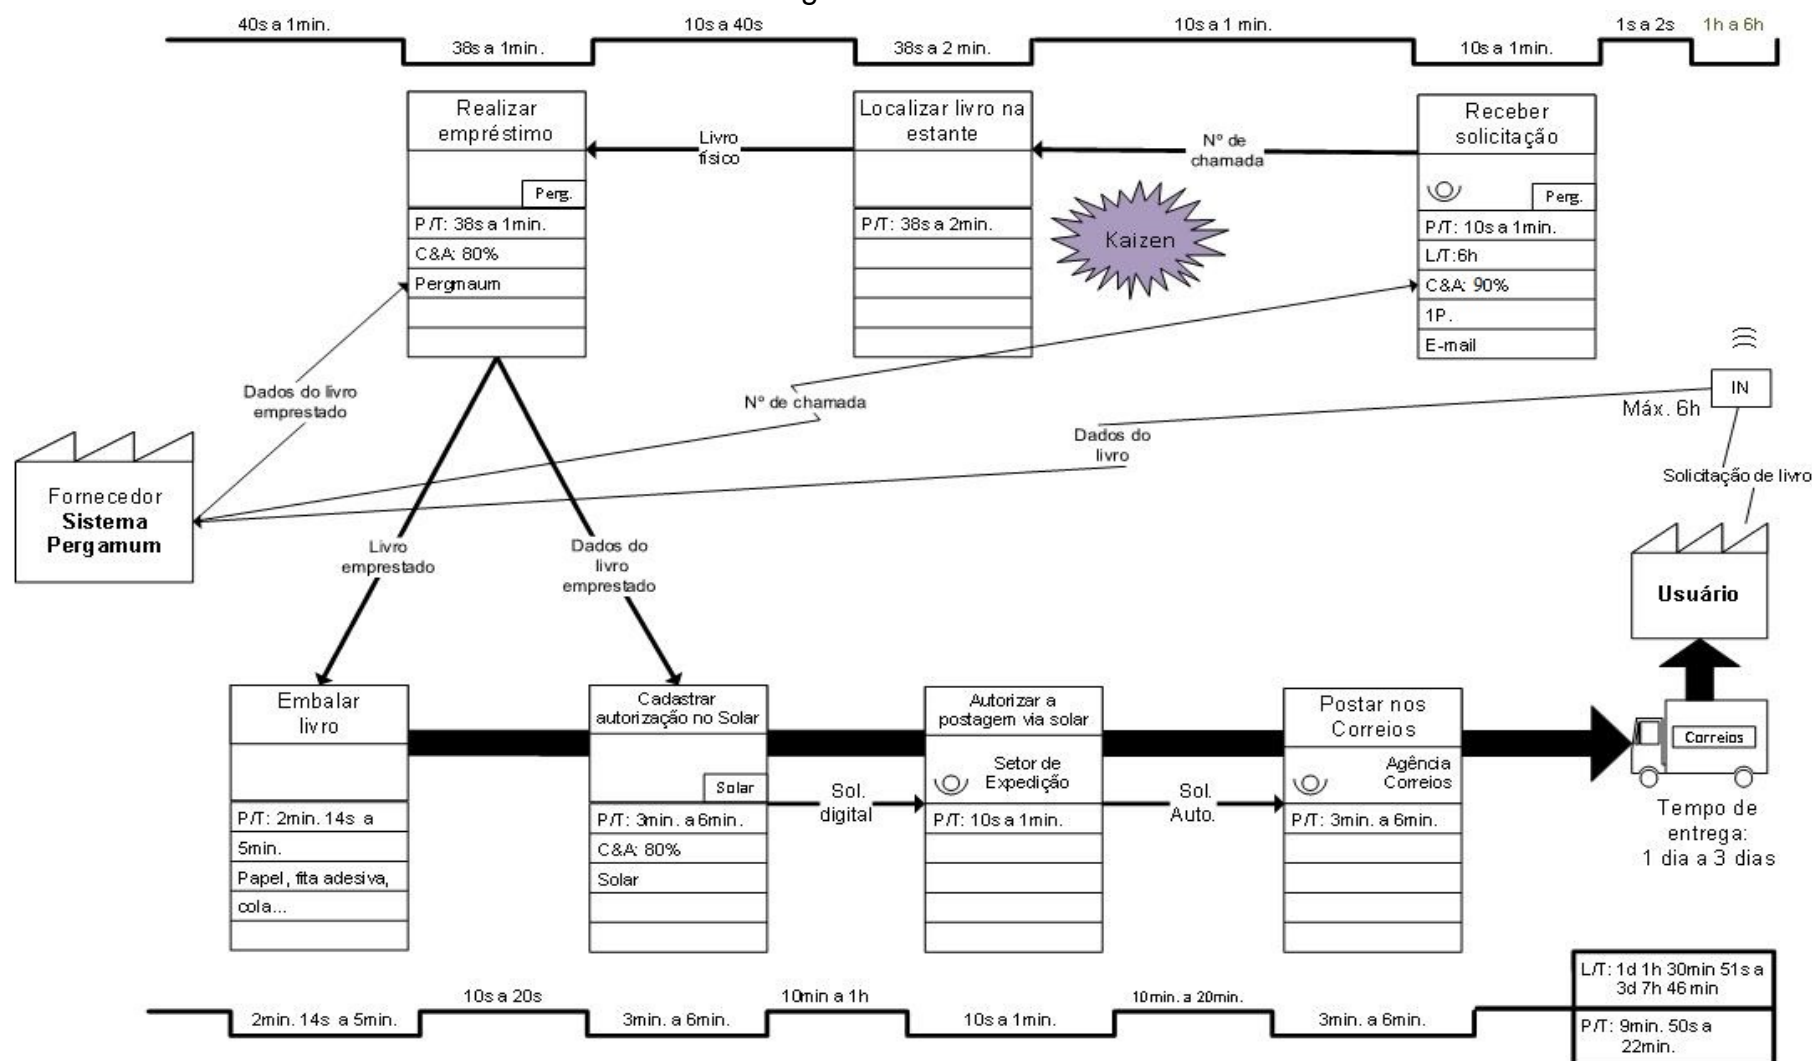 40s a 1min.
38s a 1min.
10s a 40s
38s a 2 min.
10s a 1 min.
10s a 1min.
1s a 2s
1h a 6h
Realizar
empréstimo
Perg.
P/T: 38s a 1min.
C&A: 80%
Pergmaum
Livro
físico
Localizar livro na
estante
P/T: 38s a 2min.
Nº de
chamada
Kaizen
Receber
solicitação
Perg.
P/T: 10s a 1min.
L/T:6h
C&A: 90%
1P.
E-mail
IN
Máx. 6h
Dados do livro
emprestado
Nº de chamada
Dados do
livro
Solicitação de livro
Fornecedor
Sistema
Pergamum
Livro
emprestado
Dados do
livro
emprestado
Usuário
Embalar
livro
P/T: 2min. 14s a
5min.
Papel, fita adesiva,
cola...
Cadastrar
autorização no Solar
Solar
P/T: 3min. a 6min.
C&A: 80%
Solar
Sol.
digital
Autorizar a
postagem via solar
Setor de
Expedição
P/T: 10s a 1min.
Sol.
Auto.
Postar nos
Correios
Agência
Correios
P/T: 3min. a 6min.
Correios
Tempo de
entrega:
1 dia a 3 dias
2min. 14s a 5min.
10s a 20s
3min. a 6min.
10min a 1h
10s a 1min.
10min. a 20min.
3min. a 6min.
L/T: 1d 1h 30min 51s a
3d 7h 46 min
P/T: 9min. 50s a
22min.